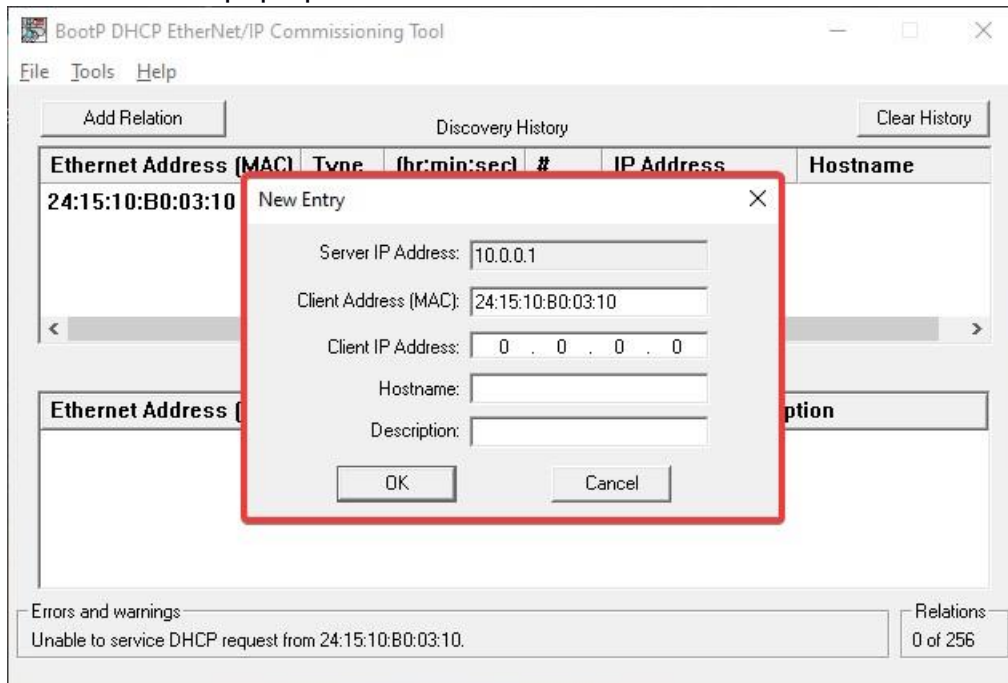 BootP DHCP EtherNet/IP Commissioning Tool
File Tools Help
Add Relation
Discovery History
Clear History
Ethernet Address (MAC) Type (hr:min:sec) # IP Address Hostname
24:15:10:B0:03:10
New Entry
Server IP Address: 10.0.0.1
Client Address (MAC): 24:15:10:B0:03:10
Client IP Address: 0 . 0 . 0 . 0
Hostname:
Description:
OK Cancel
Ethernet Address (
ption
Errors and warnings
Unable to service DHCP request from 24:15:10:B0:03:10.
Relations
0 of 256